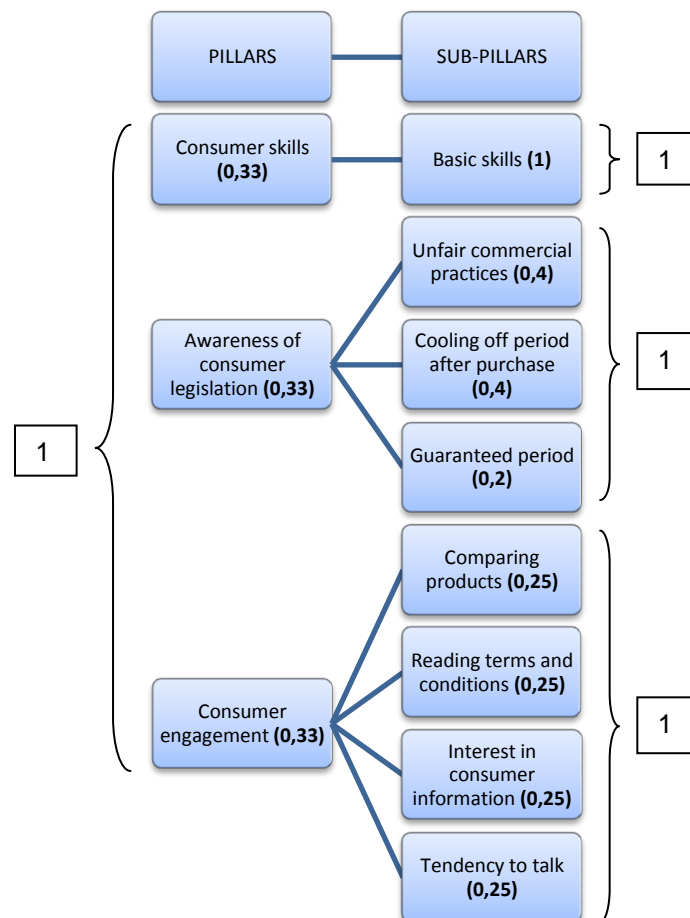 PILLARS
SUB-PILLARS
Consumer skills
(0,33)
Basic skills (1)
1
Unfair commercial
practices (0,4)
Awareness of
consumer
legislation (0,33)
Cooling off period
after purchase
(0,4)
1
Guaranteed period
(0,2)
1
Comparing
products (0,25)
Reading terms and
conditions (0,25)
Consumer
engagement (0,33)
1
Interest in
consumer
information (0,25)
Tendency to talk
(0,25)